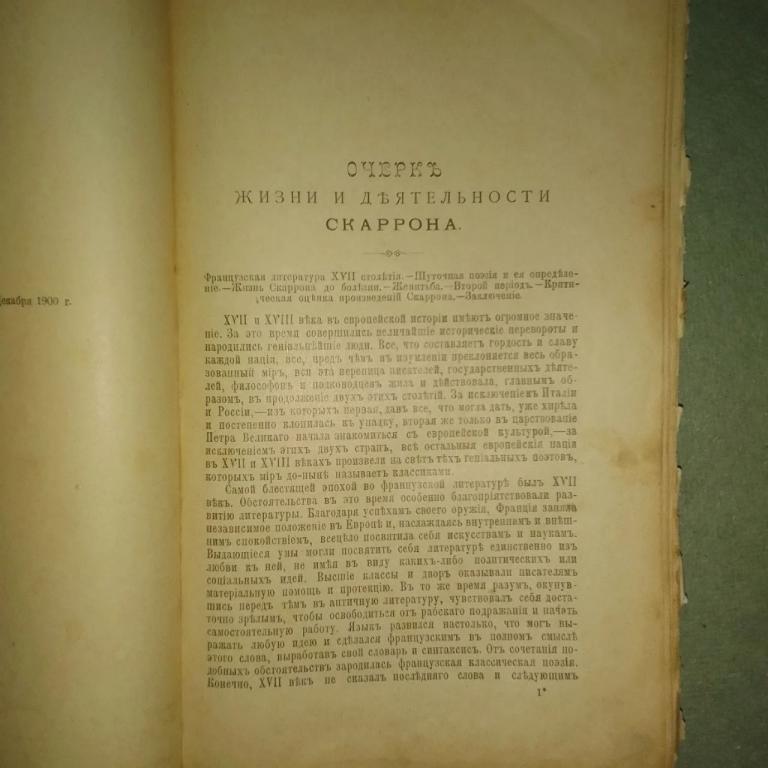 декабря 1900 г.
ОЧЕРКЪ
ЖИЗНИ И ДѢЯТЕЛЬНОСТИ
СКАРРОНА.
Французская литература XVII столѣтія.—Шуточная поэзія и ея опредѣле-
ніе.—Жизнь Скаррона до болѣзни.—Женитьба.—Второй періодъ.—Крити-
ческая оцѣнка произведеній Скаррона.—Заключеніе.
XVII и XVIII вѣка въ европейской исторіи имѣютъ огромное значе-
ніе. За это время совершились величайшіе историческіе перевороты и
народились геніальнѣйшіе люди. Все, что составляетъ гордость и славу
каждой націи, все, предъ чѣмъ въ изумленіи преклоняется весь обра-
зованный міръ, вся эта вереница писателей, государственныхъ дѣяте-
лей, философовъ и полководцевъ жила и дѣйствовала, главнымъ об-
разомъ, въ продолженіе двухъ этихъ столѣтій. За исключеніемъ Италіи
и Россіи,—изъ которыхъ первая, давъ все, что могла дать, уже хирѣла
и постепенно клонилась къ упадку, вторая же только въ царствованіе
Петра Великаго начала знакомиться съ европейской культурой,—за
исключеніемъ этихъ двухъ странъ, всѣ остальныя европейскія націи
въ XVII и XVIII вѣкахъ произвели на свѣтъ тѣхъ геніальныхъ поэтовъ,
которыхъ міръ до-нынѣ называетъ классиками.
Самой блестящей эпохой во французской литературѣ былъ XVII
вѣкъ. Обстоятельства въ это время особенно благопріятствовали раз-
витію литературы. Благодаря успѣхамъ своего оружія, Франція заняла
независимое положеніе въ Европѣ и, наслаждаясь внутреннимъ и внѣш-
нимъ спокойствіемъ, всецѣло посвятила себя искусствамъ и наукамъ.
Выдающіеся умы могли посвятить себя литературѣ единственно изъ
любви къ ней, не имѣя въ виду какихъ-либо политическихъ или
соціальныхъ идей. Высшіе классы и дворъ оказывали писателямъ
матеріальную помощь и протекцію. Въ то же время разумъ, окунув-
шись передъ тѣмъ въ античную литературу, чувствовалъ себя доста-
точно зрѣлымъ, чтобы освободиться отъ рабскаго подражанія и начать
самостоятельную работу. Языкъ развился настолько, что могъ вы-
ражать любую идею и сдѣлался французскимъ въ полномъ смыслѣ
этого слова, выработавъ свой словарь и синтаксисъ. Отъ сочетанія по-
добныхъ обстоятельствъ зародилась французская классическая поэзія.
Конечно, XVII вѣкъ не сказалъ послѣдняго слова и слѣдующимъ
1*